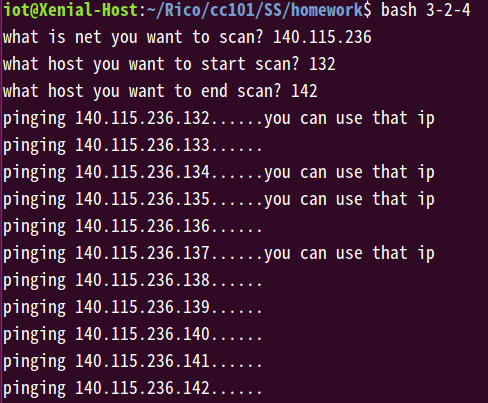 iot@Xenial-Host:~/Rico/cc101/SS/homework$ bash 3-2-4
what is net you want to scan? 140.115.236
what host you want to start scan? 132
what host you want to end scan? 142
pinging 140.115.236.132......you can use that ip
pinging 140.115.236.133......
pinging 140.115.236.134......you can use that ip
pinging 140.115.236.135......you can use that ip
pinging 140.115.236.136......
pinging 140.115.236.137......you can use that ip
pinging 140.115.236.138......
pinging 140.115.236.139......
pinging 140.115.236.140......
pinging 140.115.236.141......
pinging 140.115.236.142......